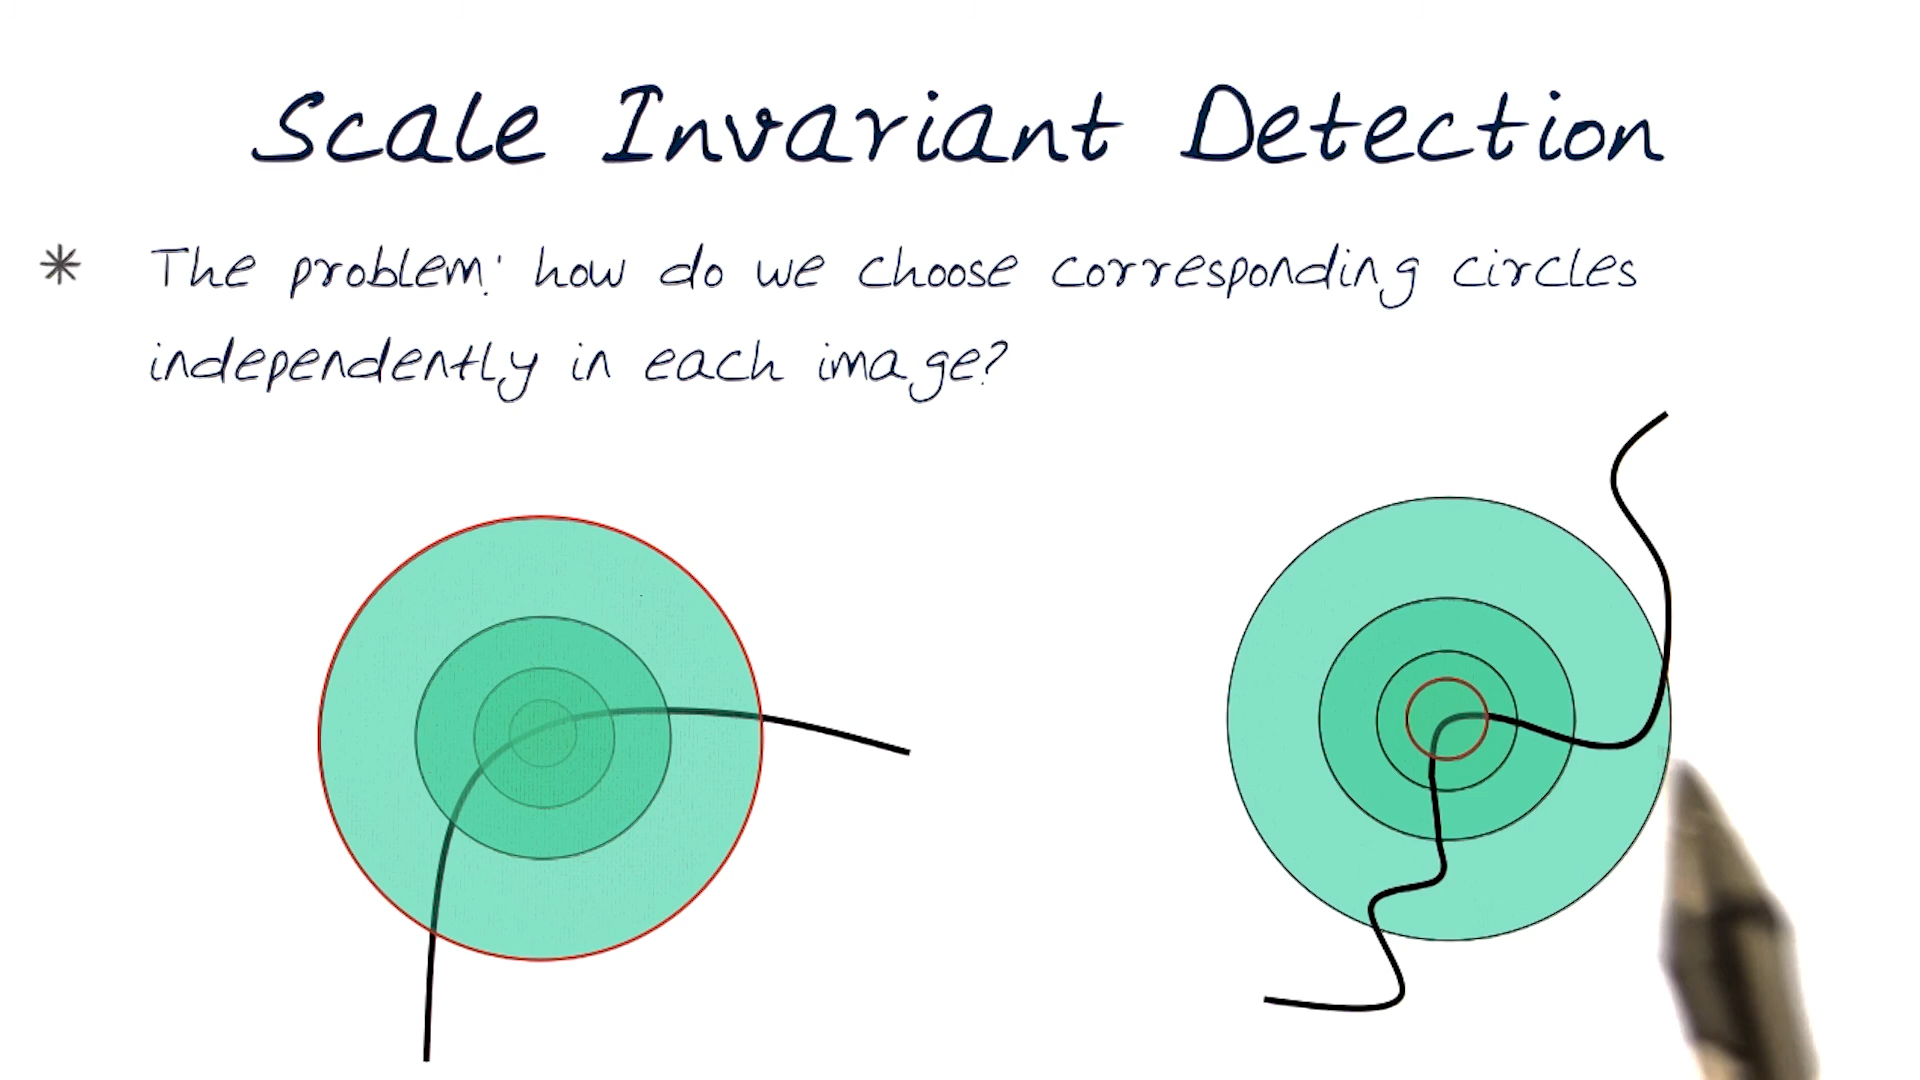 Scale Invariant Detection
* The problem: how do we choose corresponding circles
independently in each image?